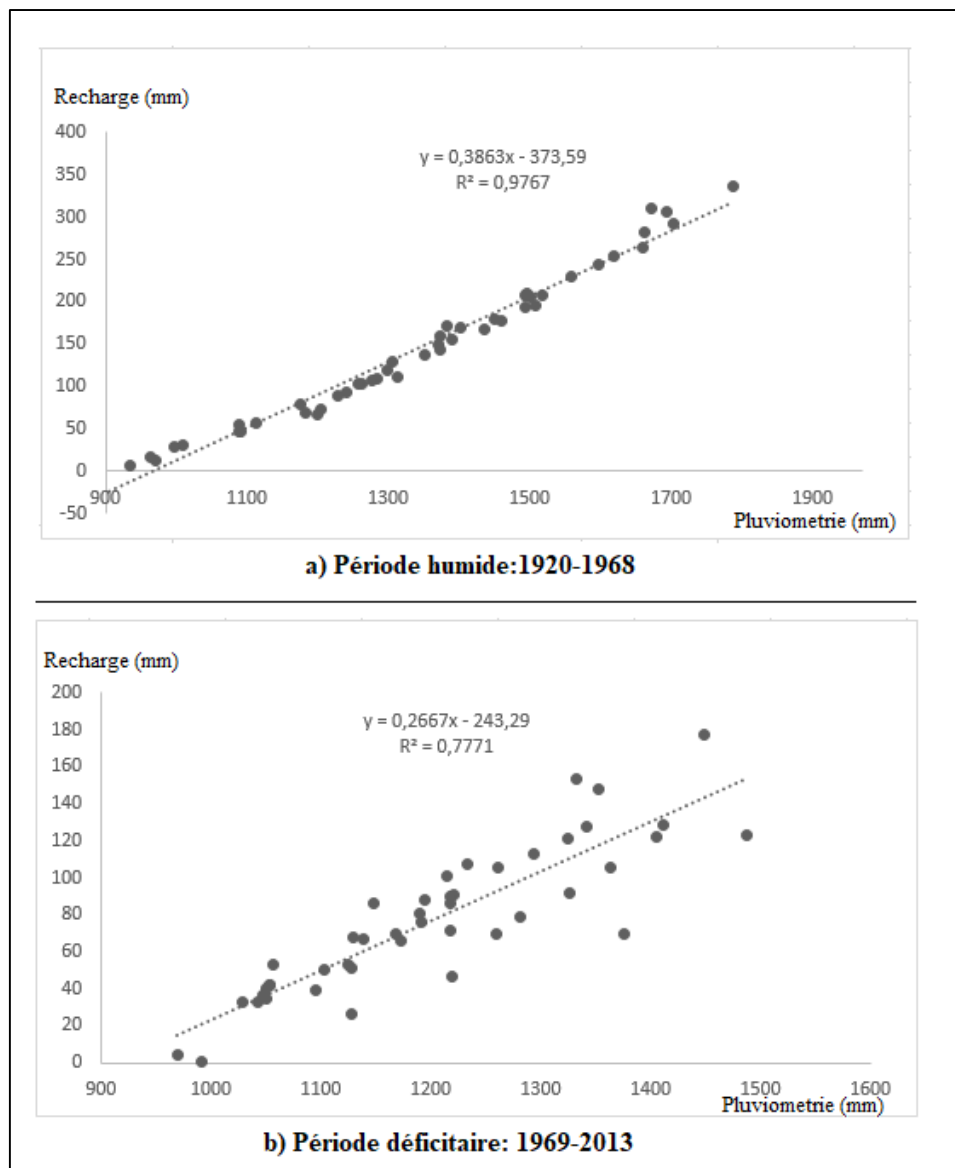 Recharge (mm)
400
350
300
250
200
150
100
50
0
-50
y = 0,3863x - 373,59
R² = 0,9767
900 1100 1300 1500 1700 1900
Pluviometrie (mm)
a) Période humide:1920-1968
Recharge (mm)
200
180
160
140
120
100
80
60
40
20
0
y = 0,2667x - 243,29
R² = 0,7771
900 1000 1100 1200 1300 1400 1500 1600
Pluviometrie (mm)
b) Période déficitaire: 1969-2013